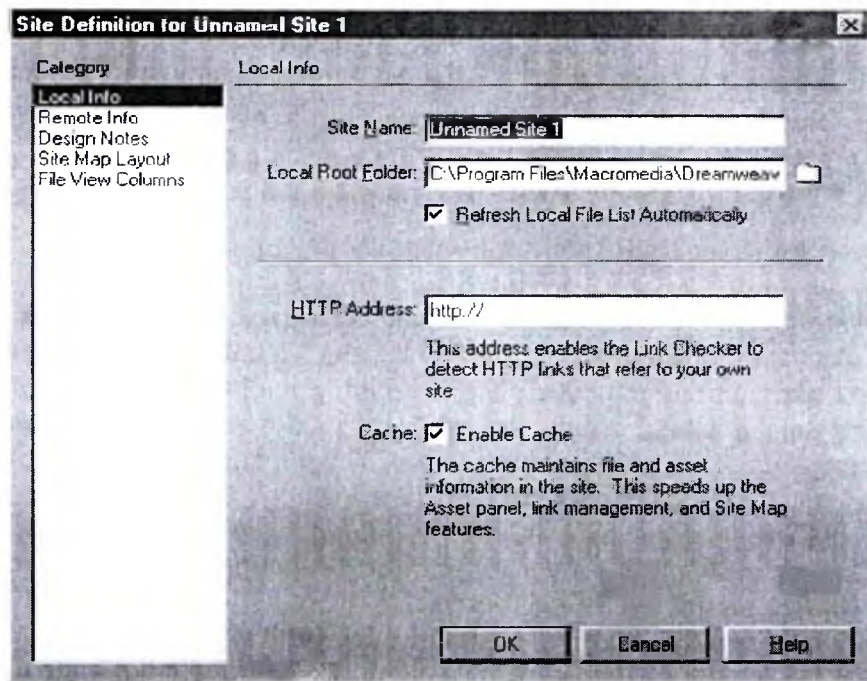 Site Definition for Unnamed Site 1
Category
Local Info
Remote Info
Design Notes
Site Map Layout
File View Columns
Local Info
Site Name: Unnamed Site 1
Local Root Folder: C:\Program Files\Macromedia\Dreamweav
Refresh Local File List Automatically
HTTP Address: http://
This address enables the Link Checker to
detect HTTP links that refer to your own
site
Cache: Enable Cache
The cache maintains file and asset
information in the site. This speeds up the
Asset panel, link management, and Site Map
features.
OK Cancel Help